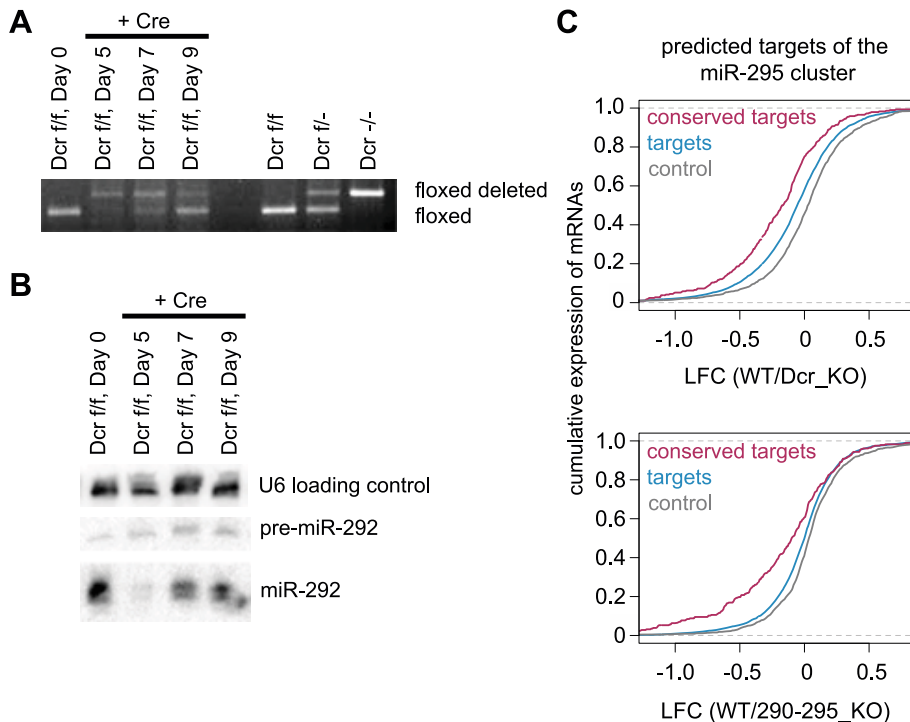 A
+ Cre
Dcr f/f, Day 0
Dcr f/f, Day 5
Dcr f/f, Day 7
Dcr f/f, Day 9
Dcr f/f
Dcr f/-
Dcr -/-
floxed deleted
floxed
B
+ Cre
Dcr f/f, Day 0
Dcr f/f, Day 5
Dcr f/f, Day 7
Dcr f/f, Day 9
U6 loading control
pre-miR-292
miR-292
C
predicted targets of the
miR-295 cluster
cumulative expression of mRNAs
1.0
0.8
0.6
0.4
0.2
0
conserved targets
targets
control
-1.0
-0.5
0
0.5
LFC (WT/Dcr_KO)
1.0
0.8
0.6
0.4
0.2
0
conserved targets
targets
control
-1.0
-0.5
0
0.5
LFC (WT/290-295_KO)